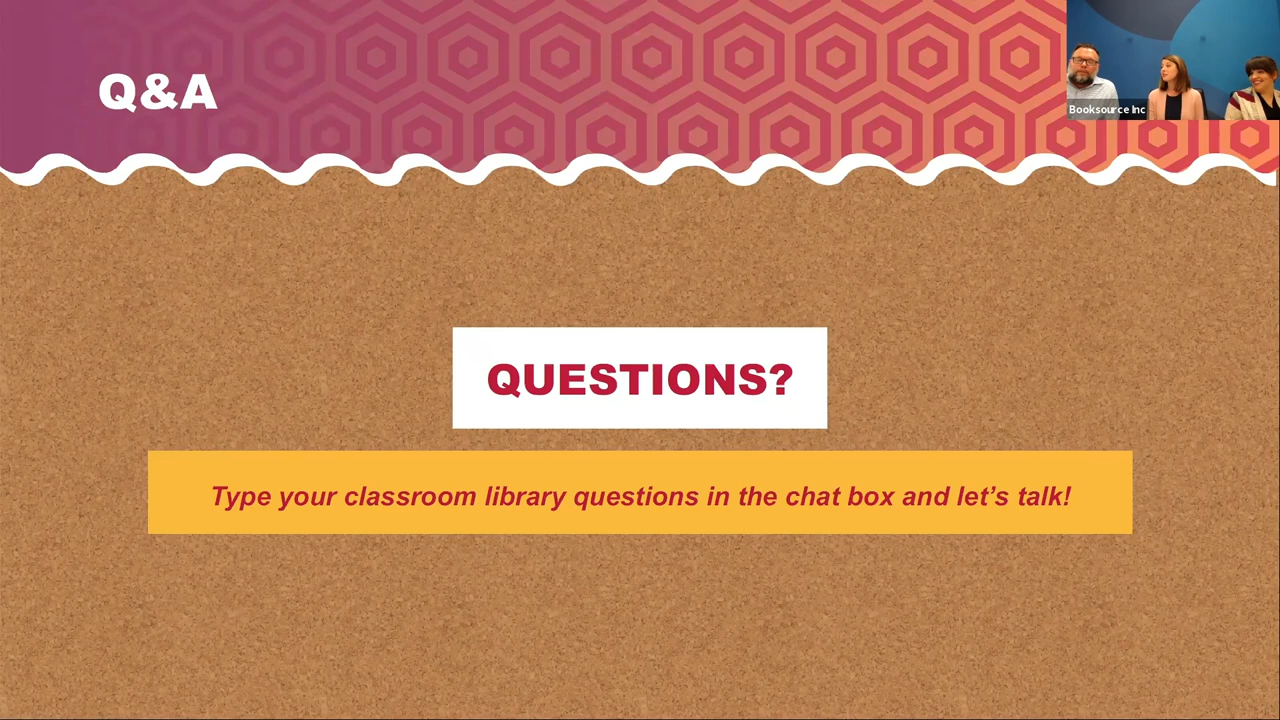 Q&A
Booksource Inc
QUESTIONS?
Type your classroom library questions in the chat box and let’s talk!